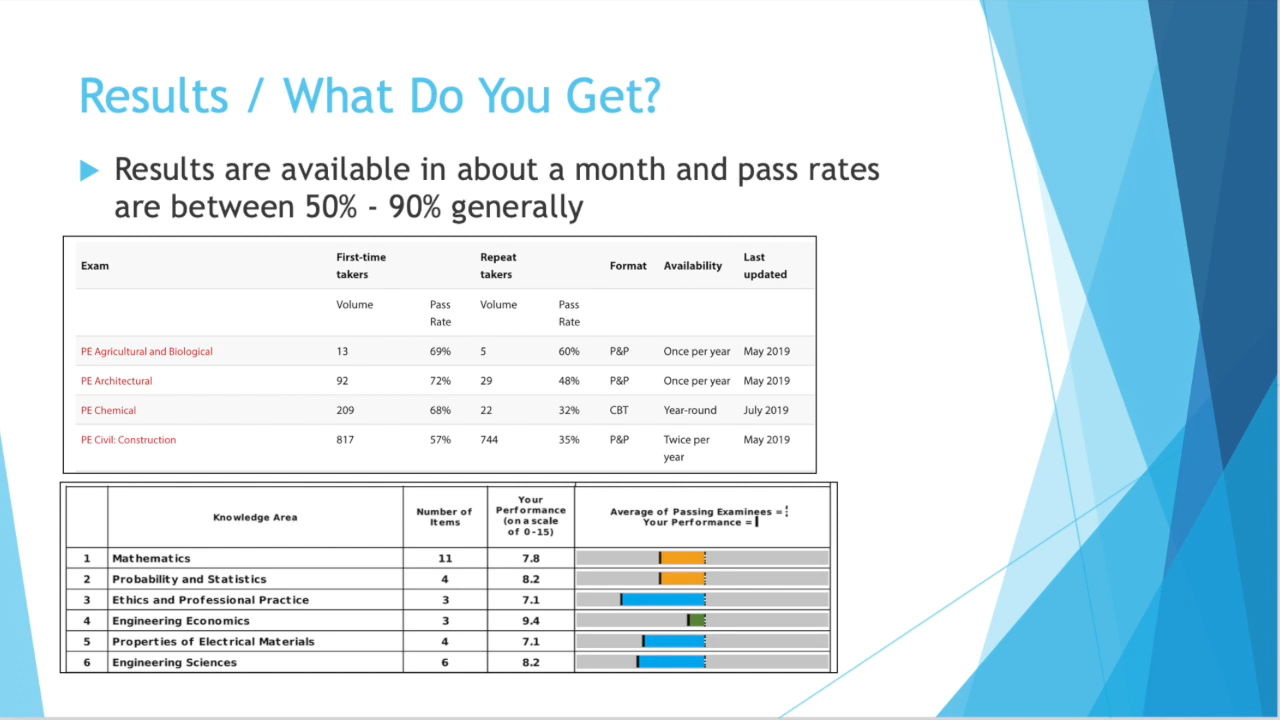 Results / What Do You Get?
Results are available in about a month and pass rates
are between 50% - 90% generally
Exam First-time takers Repeat takers Format Availability Last updated
Volume Pass Rate Volume Pass Rate
PE Agricultural and Biological 13 69% 5 60% P&P Once per year May 2019
PE Architectural 92 72% 29 48% P&P Once per year May 2019
PE Chemical 209 68% 22 32% CBT Year-round July 2019
PE Civil: Construction 817 57% 744 35% P&P Twice per year May 2019
Knowledge Area Number of Items Your Performance (on a scale of 0-15) Average of Passing Examinees = Your Performance =
1 Mathematics 11 7.8
2 Probability and Statistics 4 8.2
3 Ethics and Professional Practice 3 7.1
4 Engineering Economics 3 9.4
5 Properties of Electrical Materials 4 7.1
6 Engineering Sciences 6 8.2